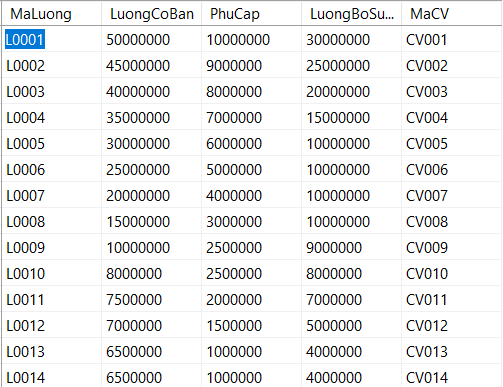 MaLuong LuongCoBan PhuCap LuongBoSu... MaCV
L0001 50000000 10000000 30000000 CV001
L0002 45000000 9000000 25000000 CV002
L0003 40000000 8000000 20000000 CV003
L0004 35000000 7000000 15000000 CV004
L0005 30000000 6000000 10000000 CV005
L0006 25000000 5000000 10000000 CV006
L0007 20000000 4000000 10000000 CV007
L0008 15000000 3000000 10000000 CV008
L0009 10000000 2500000 9000000 CV009
L0010 8000000 2500000 8000000 CV010
L0011 7500000 2000000 7000000 CV011
L0012 7000000 1500000 5000000 CV012
L0013 6500000 1000000 4000000 CV013
L0014 6500000 1000000 4000000 CV014